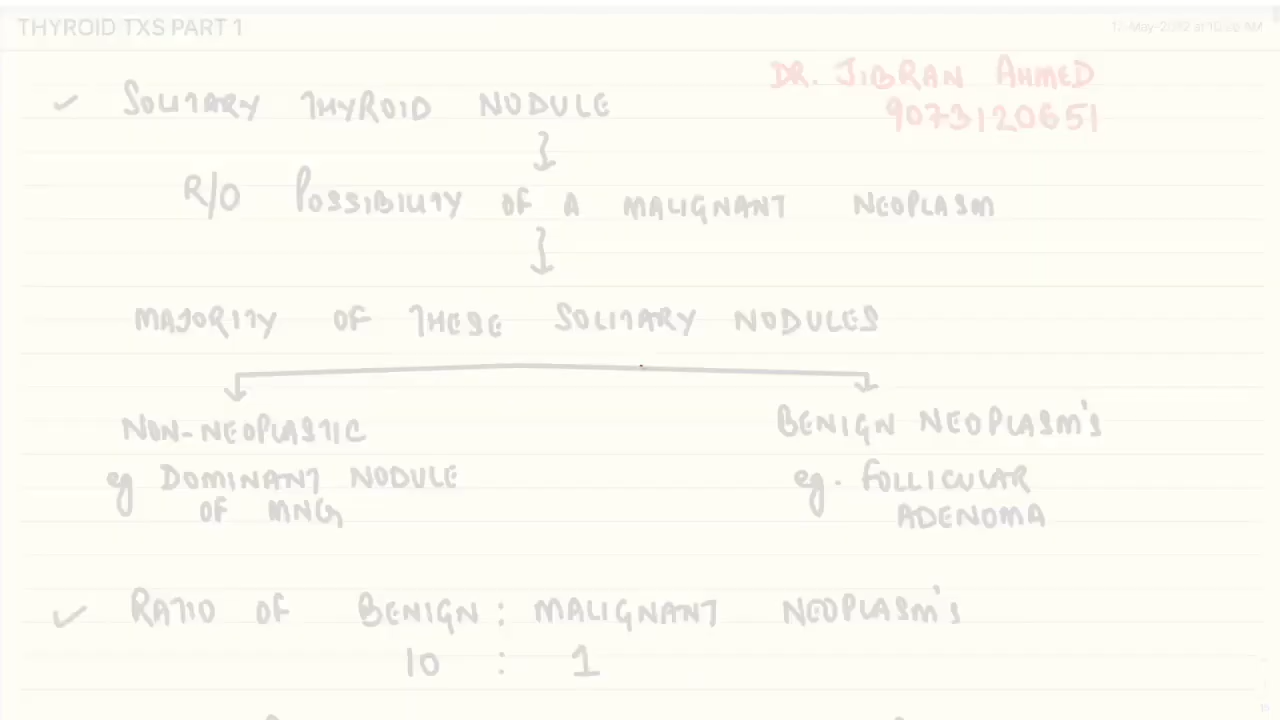 THYROID TXS PART 1
DR. JIBRAN AHMED
9073120651
SOLITARY THYROID NODULE
R/O POSSIBILITY OF A MALIGNANT NEOPLASM
MAJORITY OF THESE SOLITARY NODULES
NON-NEOPLASTIC
eg DOMINANT NODULE
OF MNG
BENIGN NEOPLASM'S
eg. FOLLICULAR
ADENOMA
RATIO OF BENIGN : MALIGNANT NEOPLASM'S
10 : 1